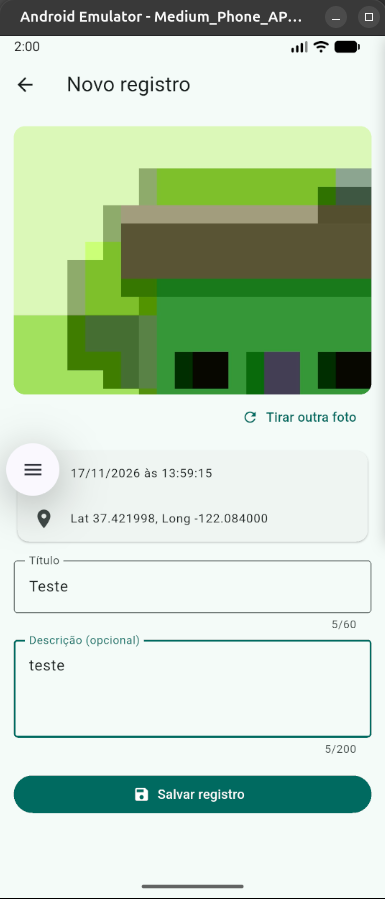 Android Emulator - Medium_Phone_AP...
2:00
Novo registro
Tirar outra foto
17/11/2026 às 13:59:15
Lat 37.421998, Long -122.084000
Título
Teste
5/60
Descrição (opcional)
teste
5/200
Salvar registro